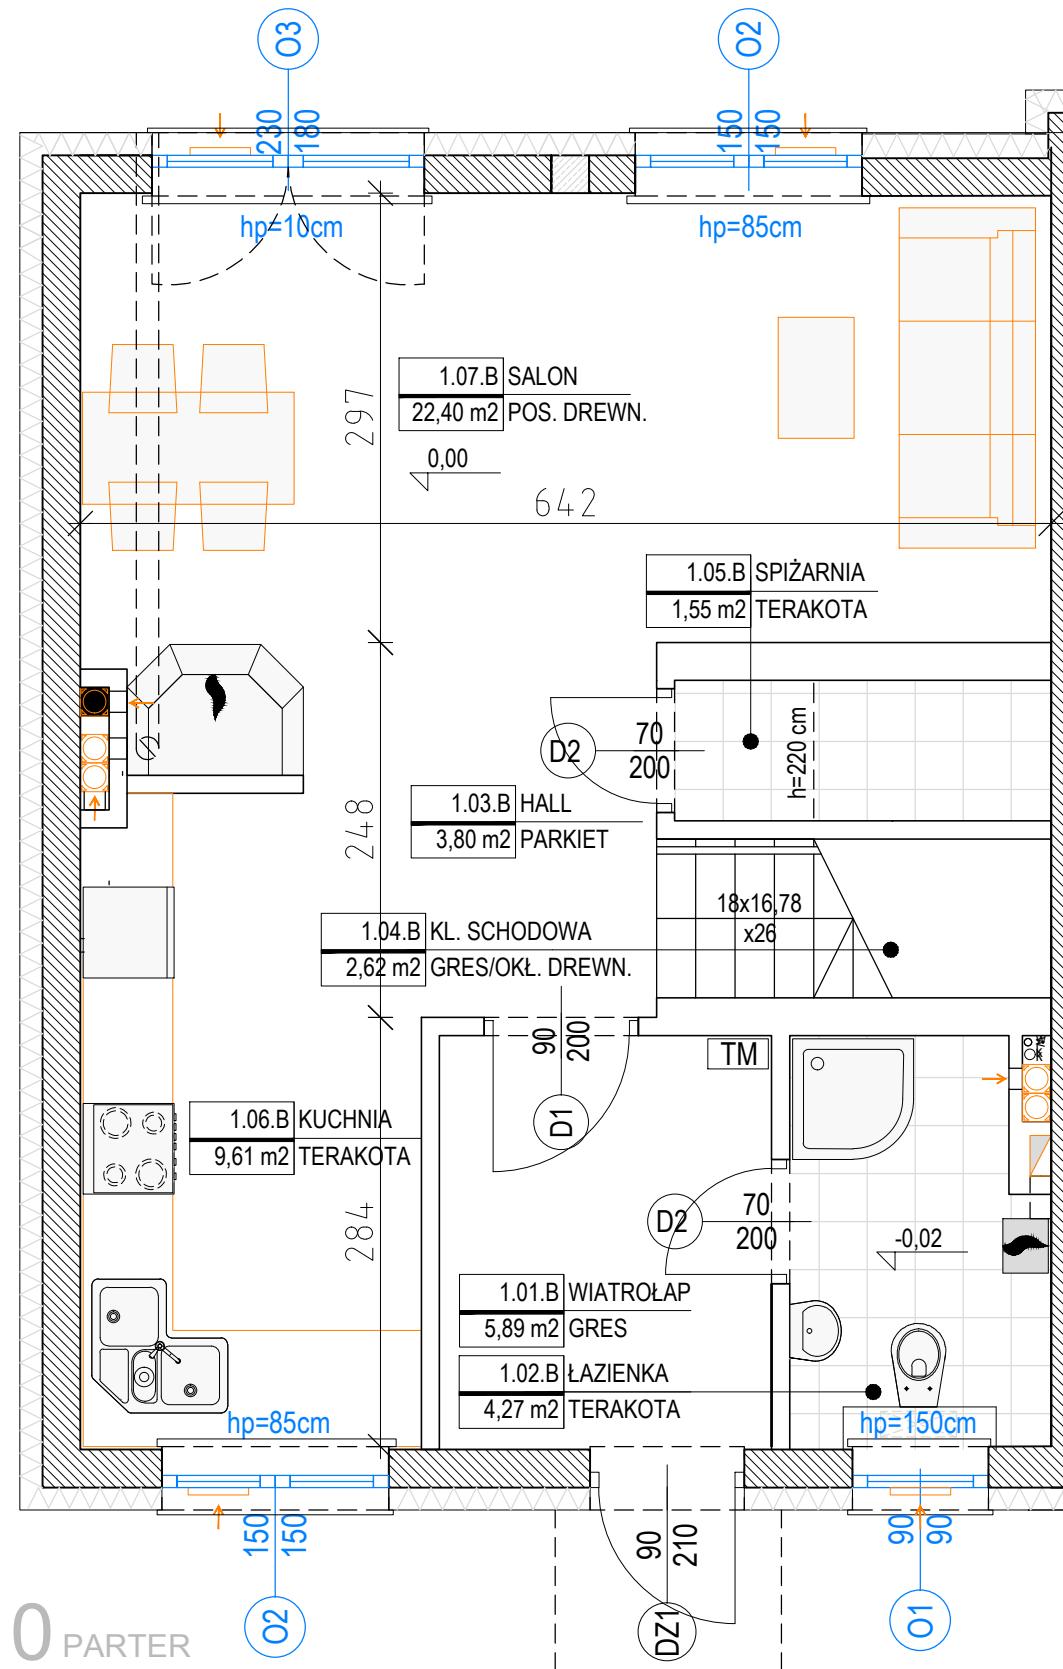 O3
O2
230
180
150
150
hp=10cm
hp=85cm
1.07.B SALON
22,40 m2 POS. DREWN.
297
0,00
642
1.05.B SPIŻARNIA
1,55 m2 TERAKOTA
D2
70
200
h=220 cm
1.03.B HALL
3,80 m2 PARKIET
248
18x16,78
x26
1.04.B KL. SCHODOWA
2,62 m2 GRES/OKŁ. DREWN.
90
200
TM
D1
1.06.B KUCHNIA
9,61 m2 TERAKOTA
D2
70
200
284
-0,02
1.01.B WIATROŁAP
5,89 m2 GRES
1.02.B ŁAZIENKA
4,27 m2 TERAKOTA
hp=85cm
hp=150cm
150
150
90
210
90
90
O2
DZ1
O1
0 PARTER